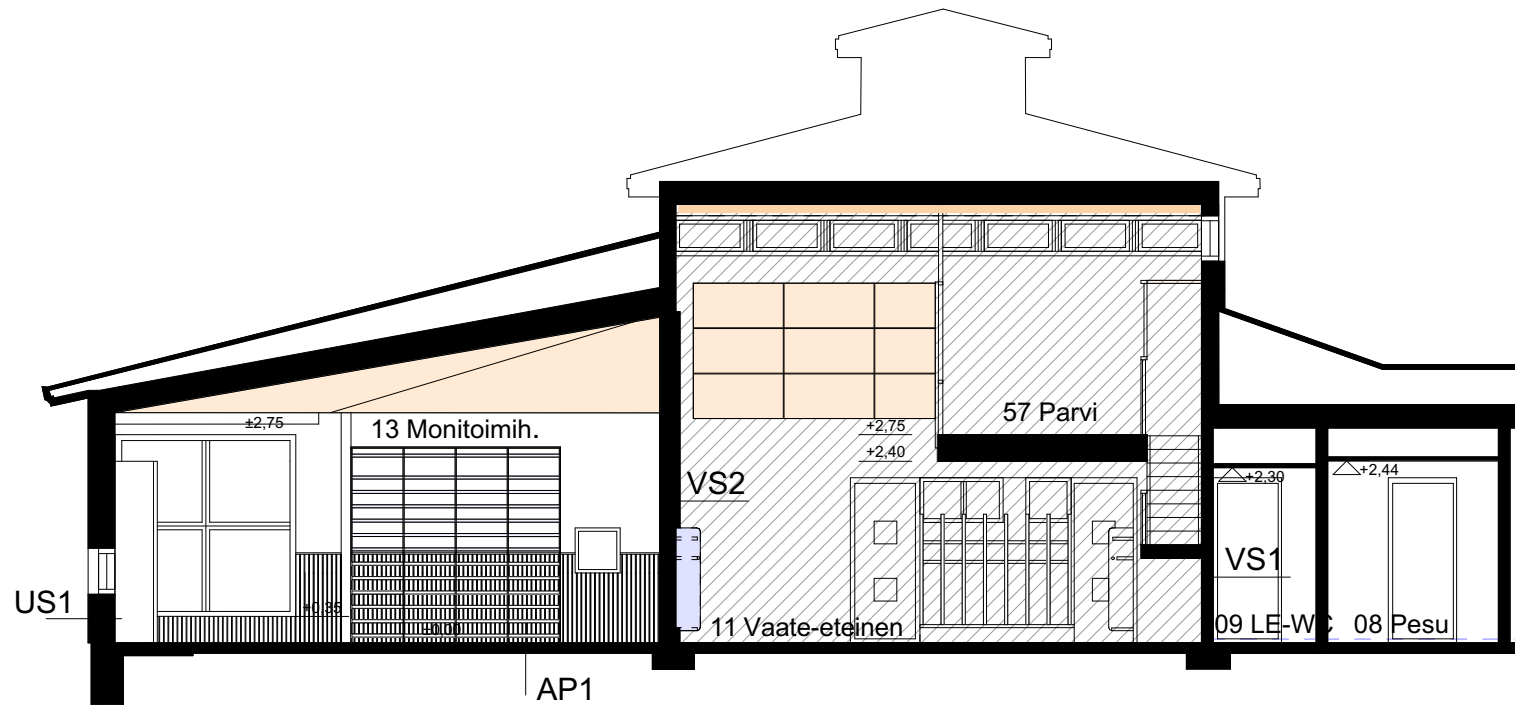 ±2,75
13 Monitoimih.
57 Parvi
+2,75
+2,40
+2,44
+2,30
VS2
VS1
US1
+0,35
±0,00
11 Vaate-eteinen
09 LE-WC
08 Pesu
AP1